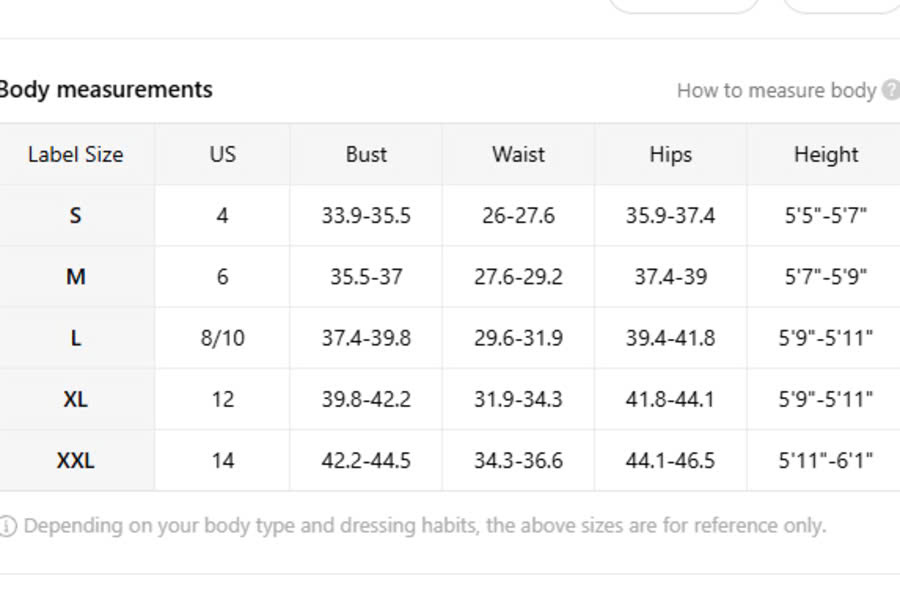 Body measurements How to measure body ?
Label Size US Bust Waist Hips Height
S 4 33.9-35.5 26-27.6 35.9-37.4 5'5"-5'7"
M 6 35.5-37 27.6-29.2 37.4-39 5'7"-5'9"
L 8/10 37.4-39.8 29.6-31.9 39.4-41.8 5'9"-5'11"
XL 12 39.8-42.2 31.9-34.3 41.8-44.1 5'9"-5'11"
XXL 14 42.2-44.5 34.3-36.6 44.1-46.5 5'11"-6'1"
Depending on your body type and dressing habits, the above sizes are for reference only.